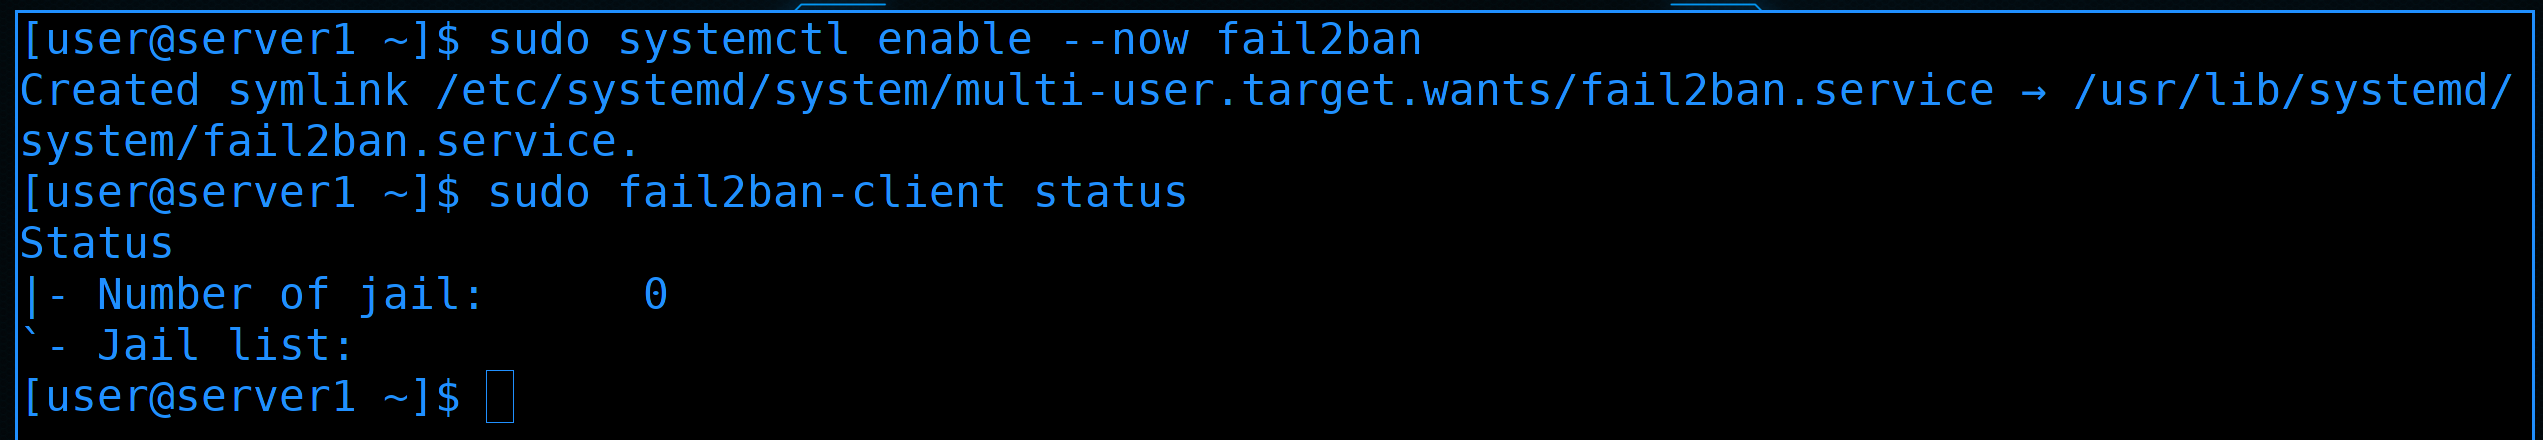 [user@server1 ~]$ sudo systemctl enable --now fail2ban
Created symlink /etc/systemd/system/multi-user.target.wants/fail2ban.service → /usr/lib/systemd/
system/fail2ban.service.
[user@server1 ~]$ sudo fail2ban-client status
Status
|- Number of jail:      0
`- Jail list:
[user@server1 ~]$